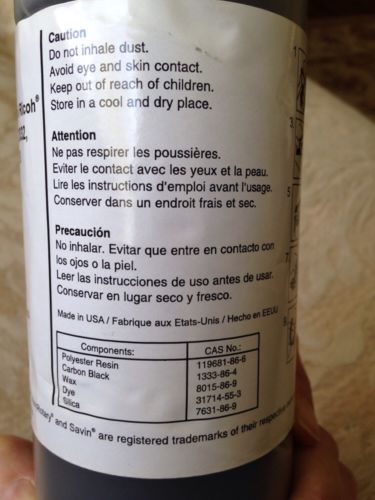 Caution
Do not inhale dust.
Avoid eye and skin contact.
Keep out of reach of children.
Store in a cool and dry place.
Ricoh®
Attention
Ne pas respirer les poussières.
Eviter le contact avec les yeux et la peau.
Lire les instructions d'emploi avant l'usage.
Conserver dans un endroit frais et sec.
Precaución
No inhalar. Evitar que entre en contacto con
los ojos o la piel.
Leer las instrucciones de uso antes de usar.
Conservar en lugar seco y fresco.
Made in USA / Fabrique aux Etats-Unis / Hecho en EEUU
Components: CAS No.:
Polyester Resin 119681-86-6
Carbon Black 1333-86-4
Wax 8015-86-9
Dye 31714-55-3
Silica 7631-86-9
and Savin® are registered trademarks of their respective
1
3
5
7